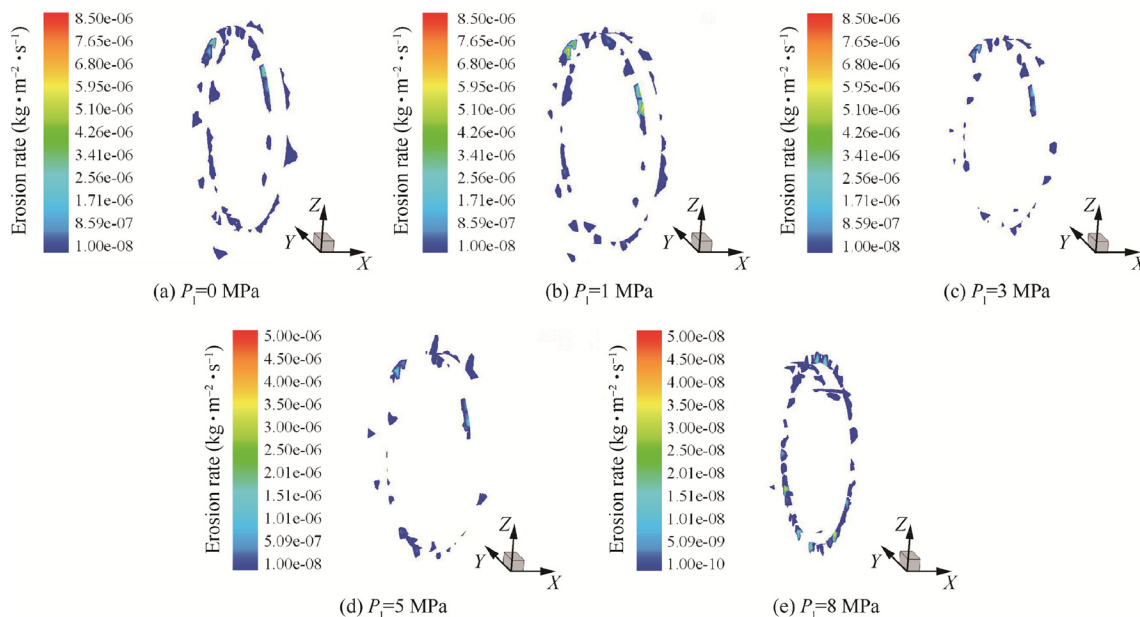 Erosion rate (kg·m⁻²·s⁻¹)
8.50e-06
7.65e-06
6.80e-06
5.95e-06
5.10e-06
4.26e-06
3.41e-06
2.56e-06
1.71e-06
8.59e-07
1.00e-08
Z
Y
X
(a) P₁=0 MPa
Erosion rate (kg·m⁻²·s⁻¹)
8.50e-06
7.65e-06
6.80e-06
5.95e-06
5.10e-06
4.26e-06
3.41e-06
2.56e-06
1.71e-06
8.59e-07
1.00e-08
Z
Y
X
(b) P₁=1 MPa
Erosion rate (kg·m⁻²·s⁻¹)
8.50e-06
7.65e-06
6.80e-06
5.95e-06
5.10e-06
4.26e-06
3.41e-06
2.56e-06
1.71e-06
8.59e-07
1.00e-08
Z
Y
X
(c) P₁=3 MPa
Erosion rate (kg·m⁻²·s⁻¹)
5.00e-06
4.50e-06
4.00e-06
3.50e-06
3.00e-06
2.50e-06
2.01e-06
1.51e-06
1.01e-06
5.09e-07
1.00e-08
Z
Y
X
(d) P₁=5 MPa
Erosion rate (kg·m⁻²·s⁻¹)
5.00e-08
4.50e-08
4.00e-08
3.50e-08
3.00e-08
2.50e-08
2.01e-08
1.51e-08
1.01e-08
5.09e-09
1.00e-10
Z
Y
X
(e) P₁=8 MPa